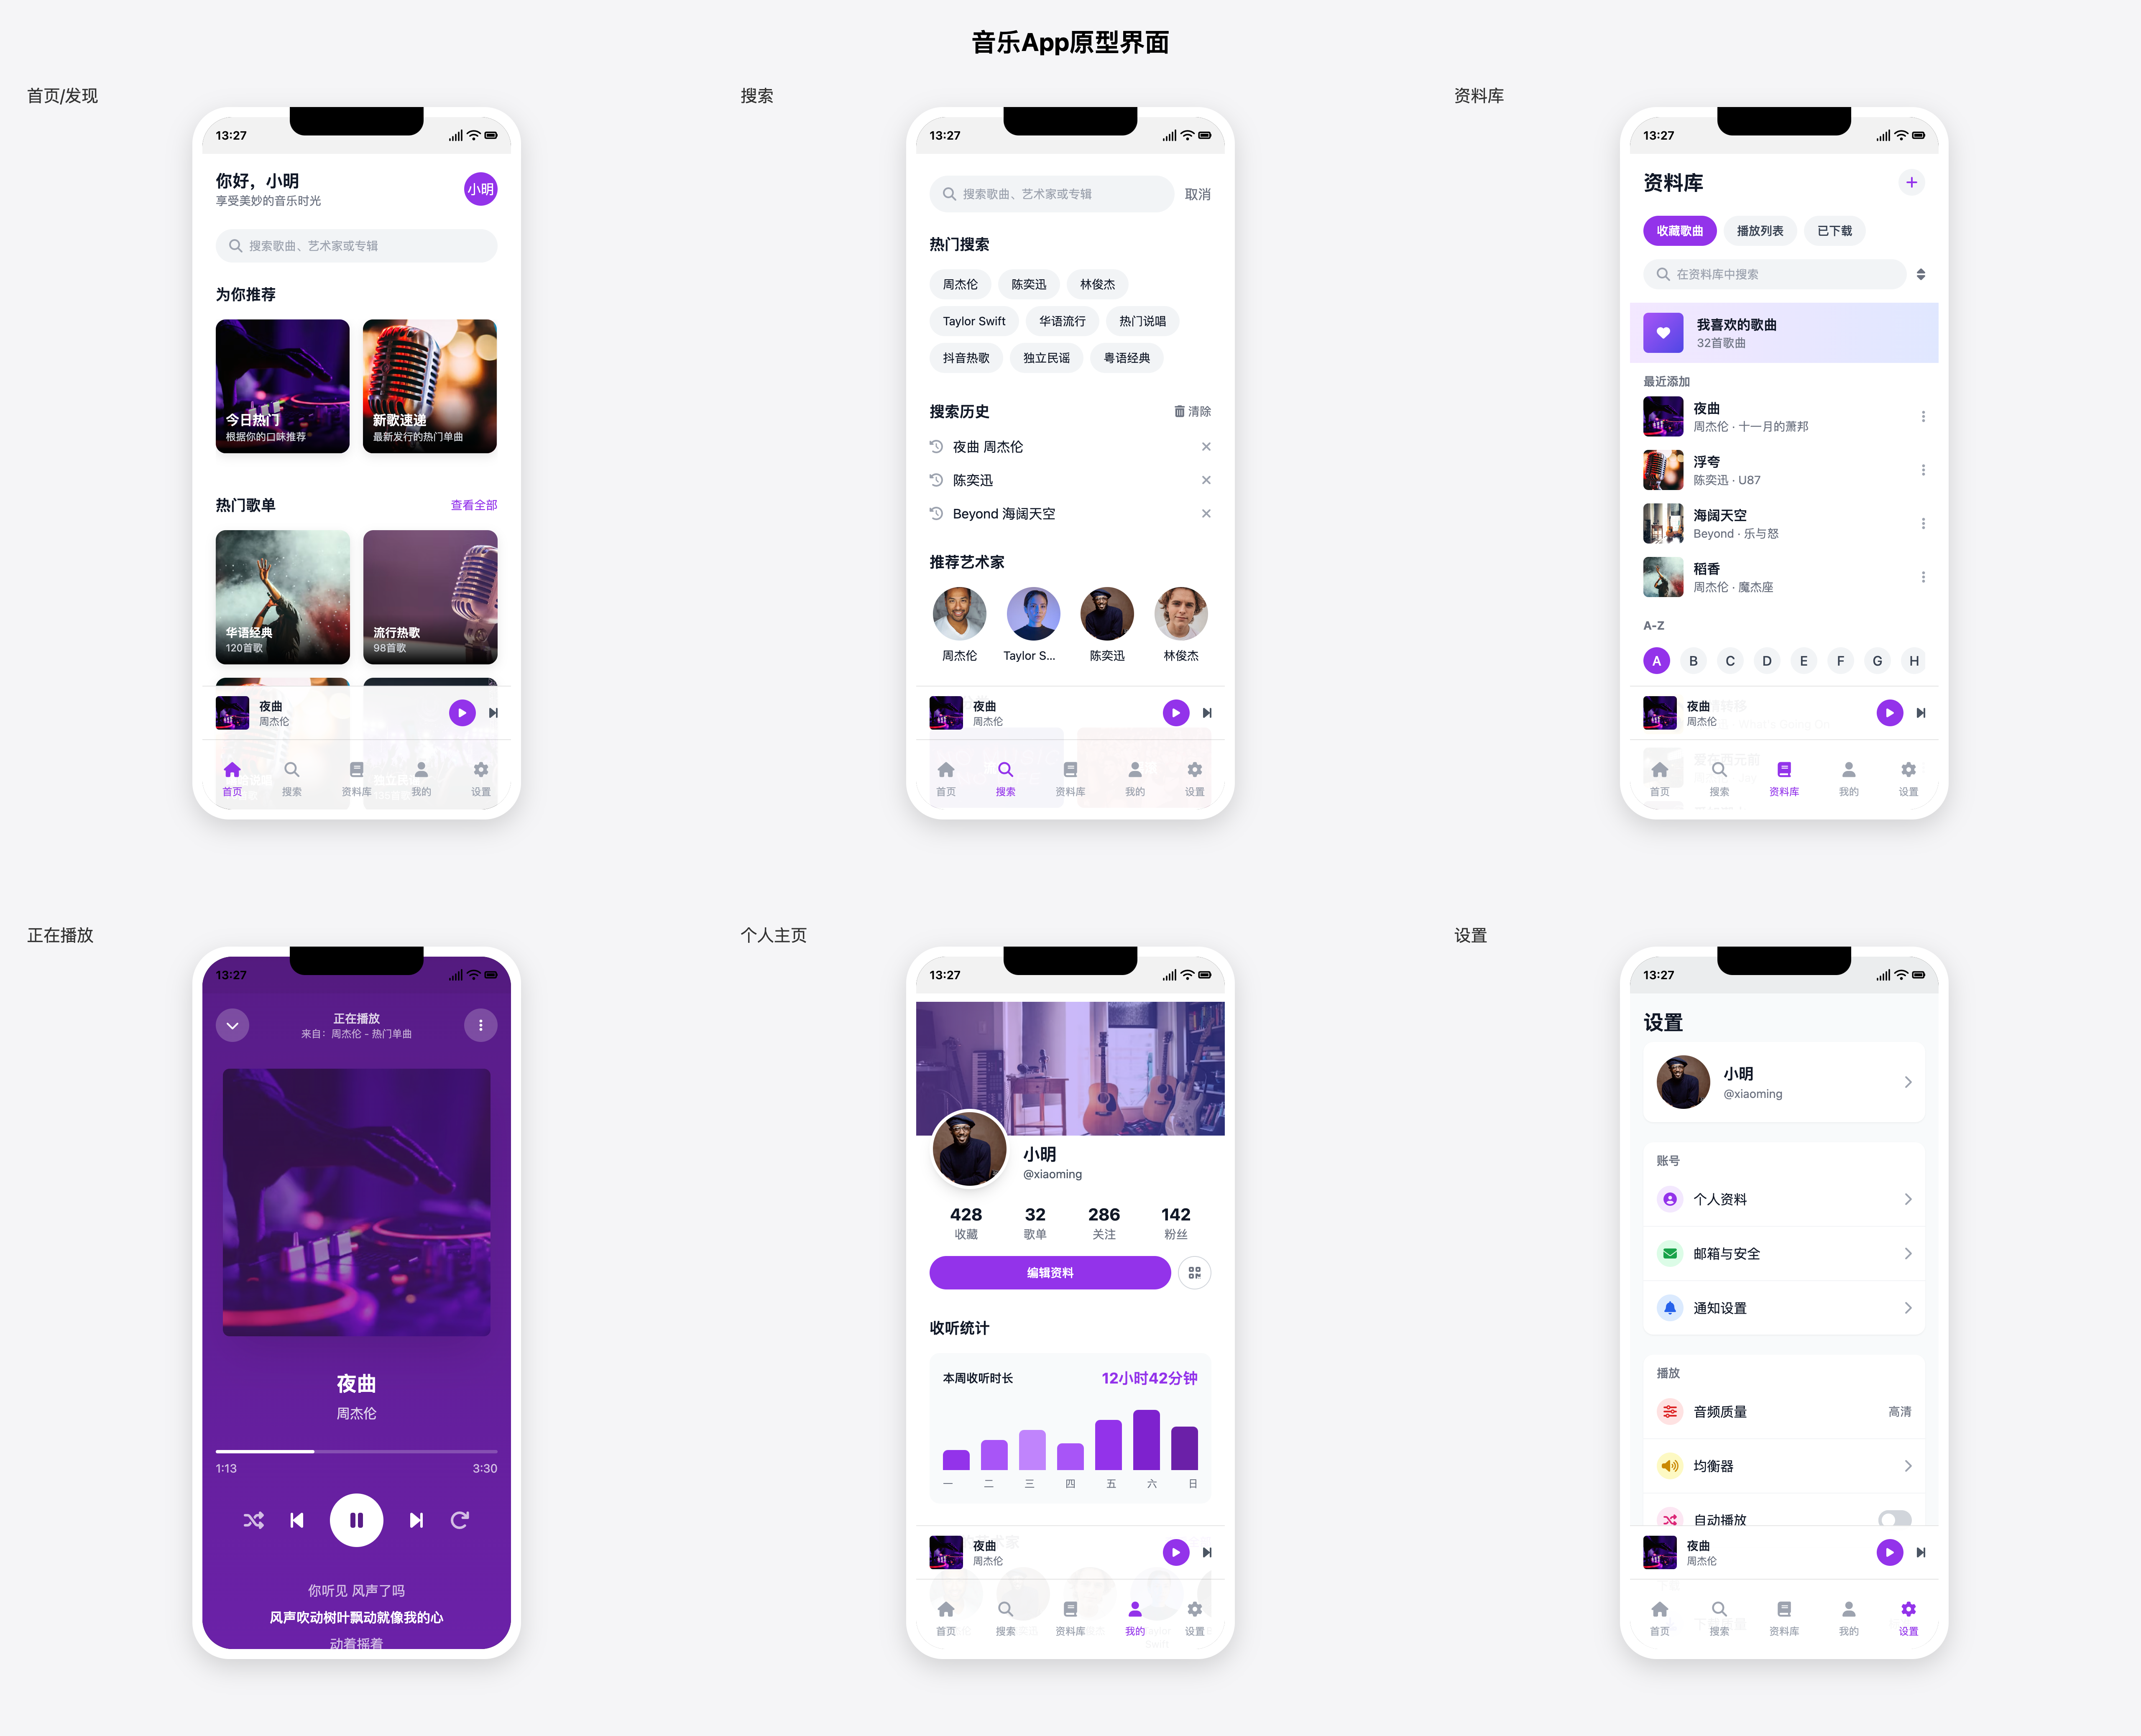 音乐App原型界面
首页/发现
13:27
你好，小明
享受美妙的音乐时光
小明
搜索歌曲、艺术家或专辑
为你推荐
今日热门
根据你的口味推荐
新歌速递
最新发行的热门单曲
热门歌单
查看全部
华语经典
120首歌
流行热歌
98首歌
夜曲
周杰伦
首页
搜索
资料库
我的
设置
搜索
13:27
搜索歌曲、艺术家或专辑
取消
热门搜索
周杰伦
陈奕迅
林俊杰
Taylor Swift
华语流行
热门说唱
抖音热歌
独立民谣
粤语经典
搜索历史
清除
夜曲 周杰伦
陈奕迅
Beyond 海阔天空
推荐艺术家
周杰伦
Taylor S...
陈奕迅
林俊杰
夜曲
周杰伦
首页
搜索
资料库
我的
设置
资料库
13:27
资料库
收藏歌曲
播放列表
已下载
在资料库中搜索
我喜欢的歌曲
32首歌曲
最近添加
夜曲
周杰伦 · 十一月的萧邦
浮夸
陈奕迅 · U87
海阔天空
Beyond · 乐与怒
稻香
周杰伦 · 魔杰座
A-Z
A B C D E F G H
夜曲
周杰伦
爱在西元前
首页
搜索
资料库
我的
设置
正在播放
13:27
正在播放
来自：周杰伦 - 热门单曲
夜曲
周杰伦
1:13
3:30
你听见 风声了吗
风声吹动树叶飘动就像我的心
动着摇着
个人主页
13:27
小明
@xiaoming
428
收藏
32
歌单
286
关注
142
粉丝
编辑资料
收听统计
本周收听时长
12小时42分钟
一 二 三 四 五 六 日
夜曲
周杰伦
首页
搜索
资料库
我的
设置
设置
13:27
设置
小明
@xiaoming
账号
个人资料
邮箱与安全
通知设置
播放
音频质量
高清
均衡器
自动播放
夜曲
周杰伦
首页
搜索
资料库
我的
设置